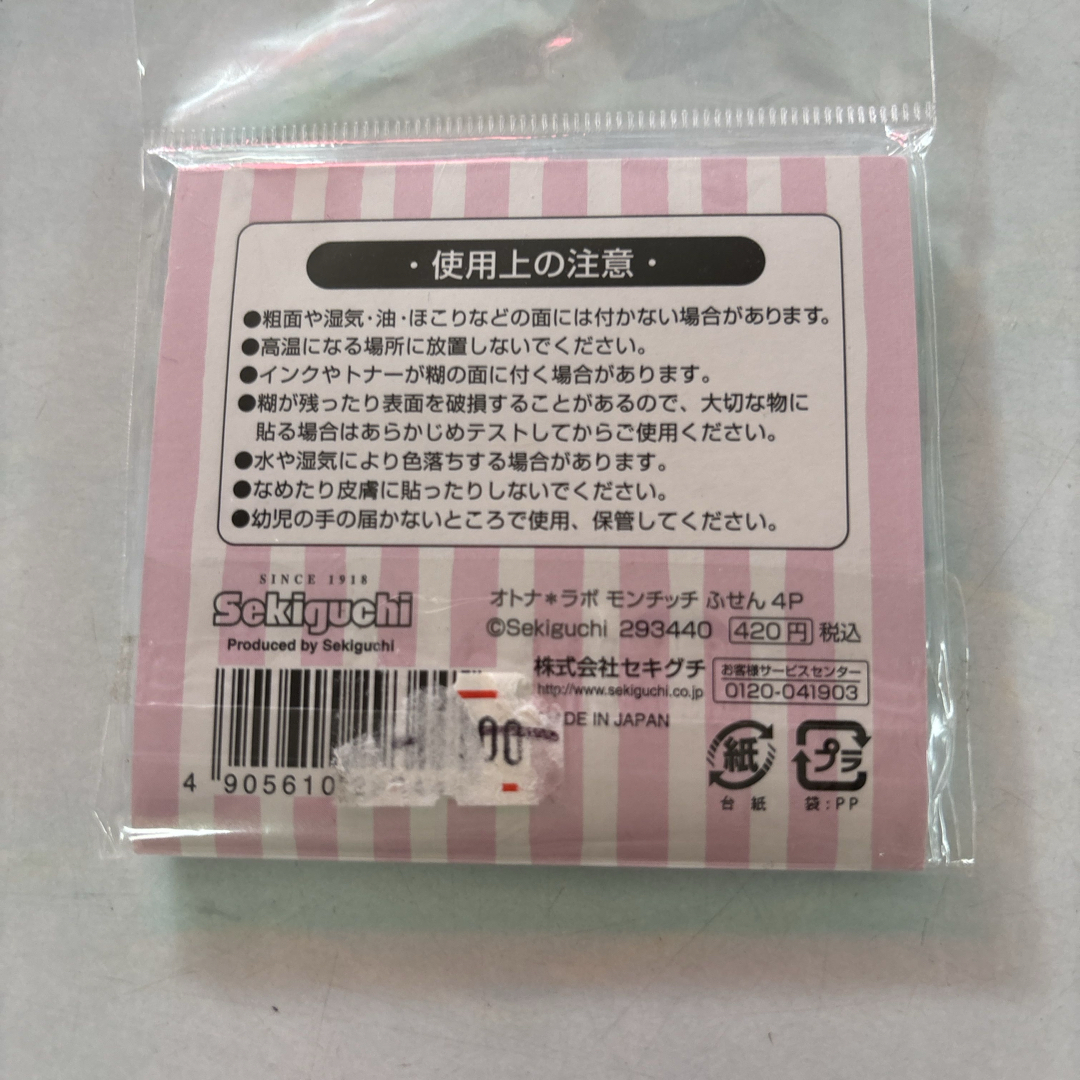 ・使用上の注意・
●粗面や湿気・油・ほこりなどの面には付かない場合があります。
●高温になる場所に放置しないでください。
●インクやトナーが糊の面に付く場合があります。
●糊が残ったり表面を破損することがあるので、大切な物に
貼る場合はあらかじめテストしてからご使用ください。
●水や湿気により色落ちする場合があります。
●なめたり皮膚に貼ったりしないでください。
●幼児の手の届かないところで使用、保管してください。
SINCE 1918
Sekiguchi
Produced by Sekiguchi
オトナ＊ラボ モンチッチ ふせん 4P
©Sekiguchi 293440 420円 税込
株式会社セキグチ
http://www.sekiguchi.co.jp
お客様サービスセンター
0120-041903
DE IN JAPAN
4 905610
00
紙
台紙
プラ
袋:PP